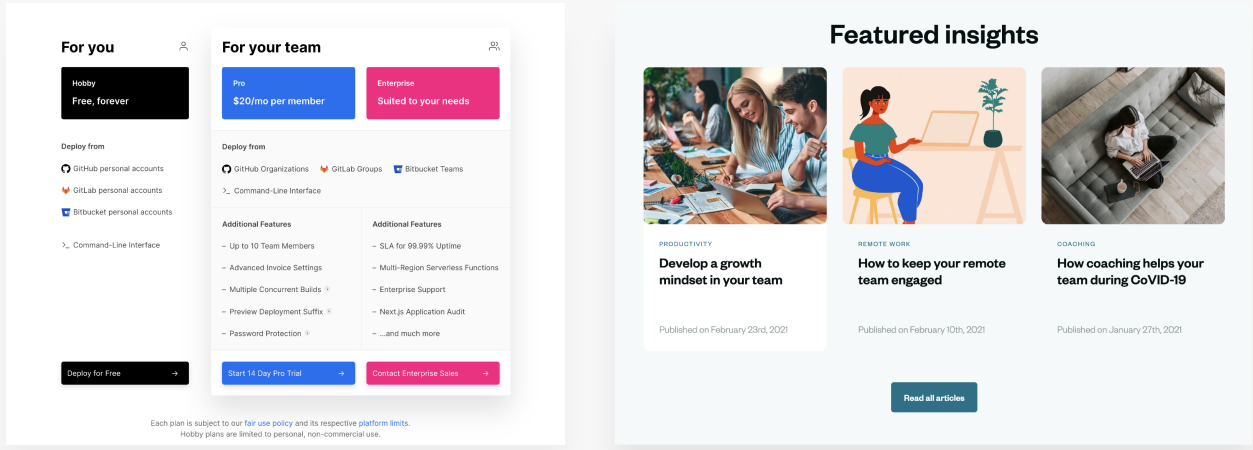 For you
Hobby
Free, forever
Deploy from
GitHub personal accounts
GitLab personal accounts
Bitbucket personal accounts
>_ Command-Line Interface
Deploy for Free →
For your team
Pro
$20/mo per member
Enterprise
Suited to your needs
Deploy from
GitHub Organizations GitLab Groups Bitbucket Teams
>_ Command-Line Interface
Additional Features
– Up to 10 Team Members
– Advanced Invoice Settings
– Multiple Concurrent Builds
– Preview Deployment Suffix
– Password Protection
Start 14 Day Pro Trial →
Additional Features
– SLA for 99.99% Uptime
– Multi-Region Serverless Functions
– Enterprise Support
– Next.js Application Audit
– ...and much more
Contact Enterprise Sales →
Each plan is subject to our fair use policy and its respective platform limits.
Hobby plans are limited to personal, non-commercial use.
Featured insights
PRODUCTIVITY
Develop a growth
mindset in your team
Published on February 23rd, 2021
REMOTE WORK
How to keep your remote
team engaged
Published on February 10th, 2021
COACHING
How coaching helps your
team during CoVID-19
Published on January 27th, 2021
Read all articles